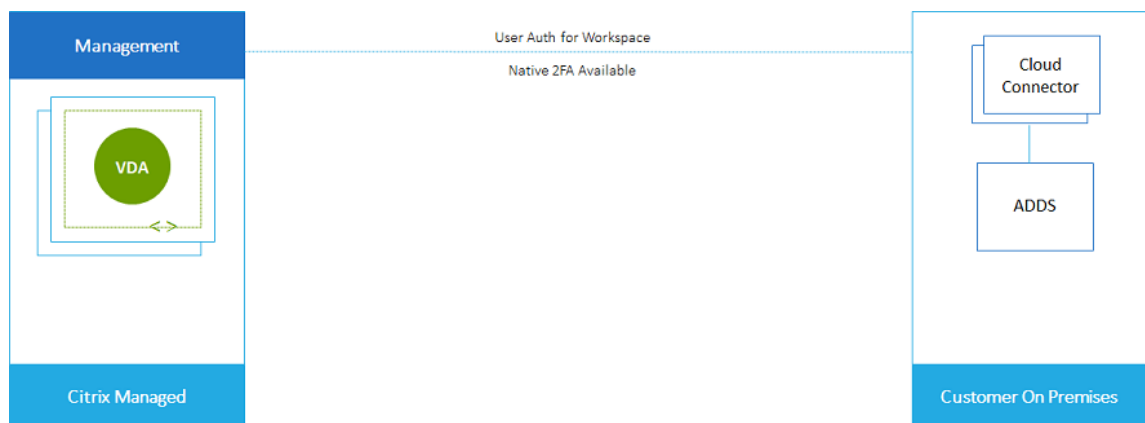 Management
VDA
< >
Citrix Managed
User Auth for Workspace
Native 2FA Available
Cloud
Connector
ADDS
Customer On Premises